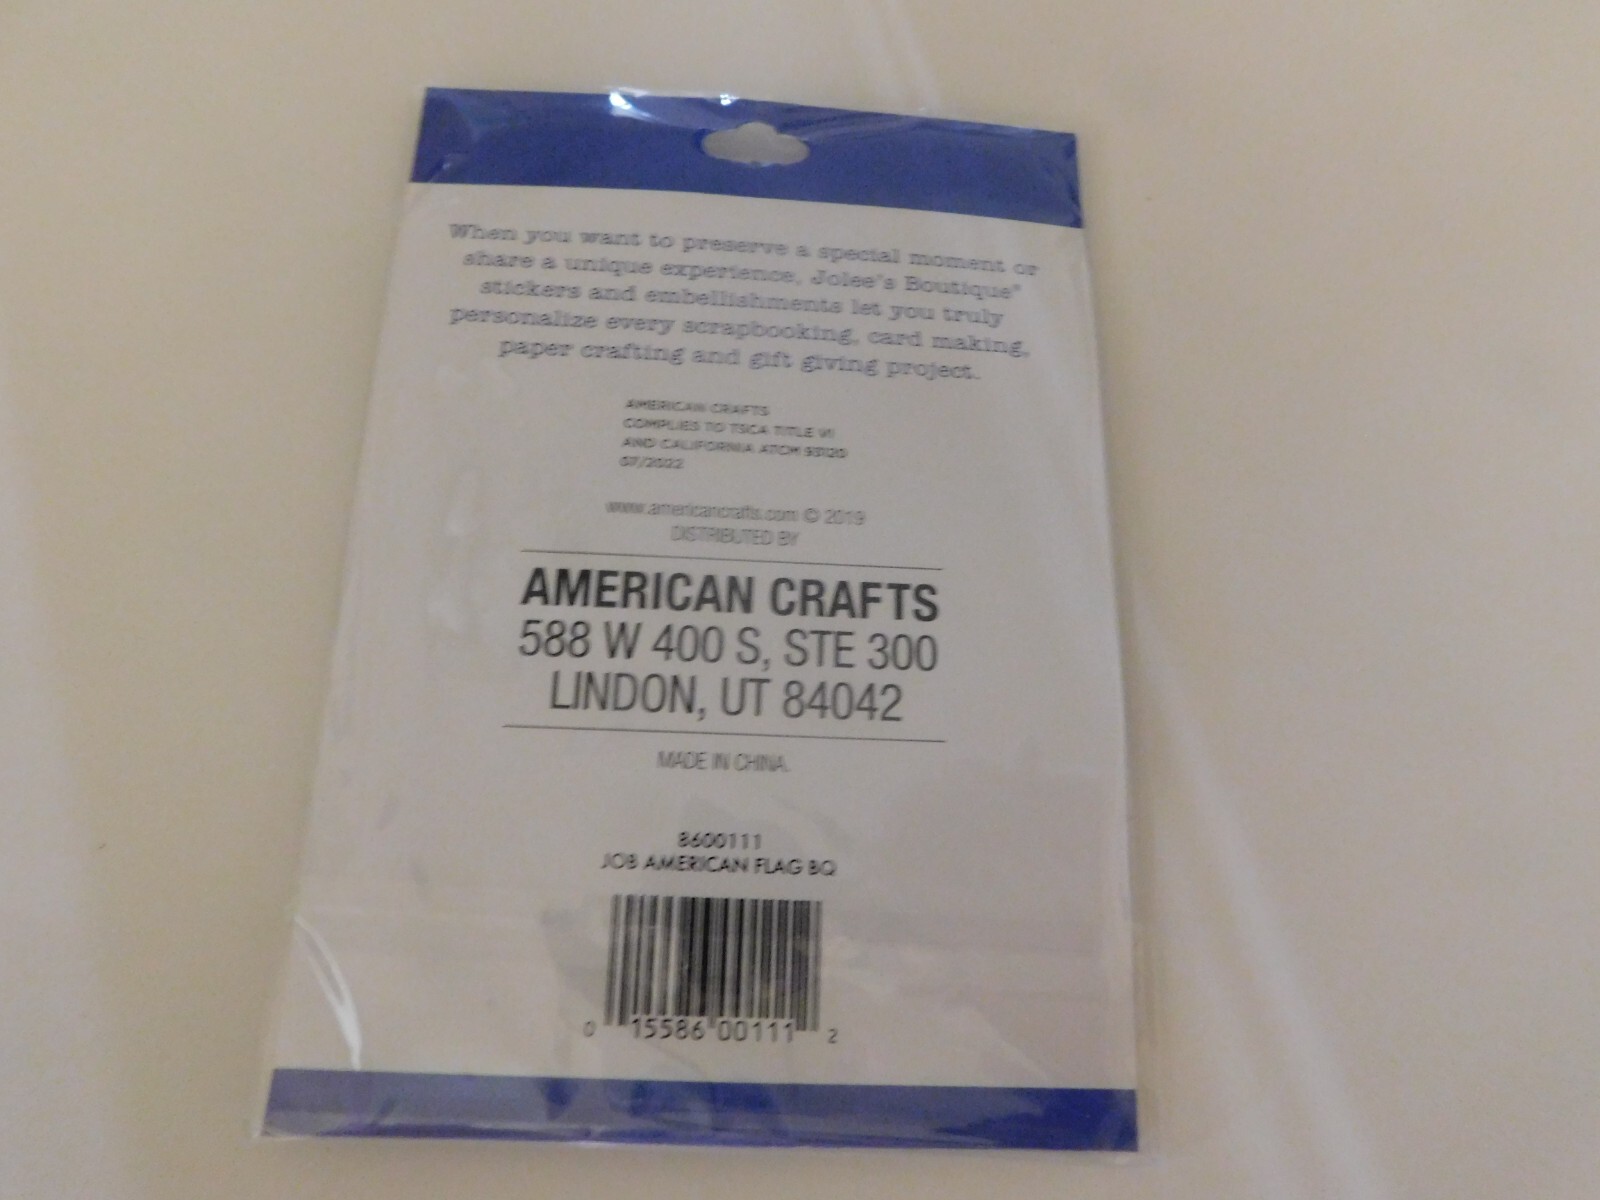 When you want to preserve a special moment or
share a unique experience, Jolee's Boutique®
stickers and embellishments let you truly
personalize every scrapbooking, card making,
paper crafting and gift giving project.
AMERICAN CRAFTS
COMPLIES TO TSCA TITLE VI
AND CALIFORNIA ATCM 93120
07/2022
www.americancrafts.com © 2019
DISTRIBUTED BY
AMERICAN CRAFTS
588 W 400 S, STE 300
LINDON, UT 84042
MADE IN CHINA.
8600111
JOB AMERICAN FLAG BQ
0 15586 00111 2